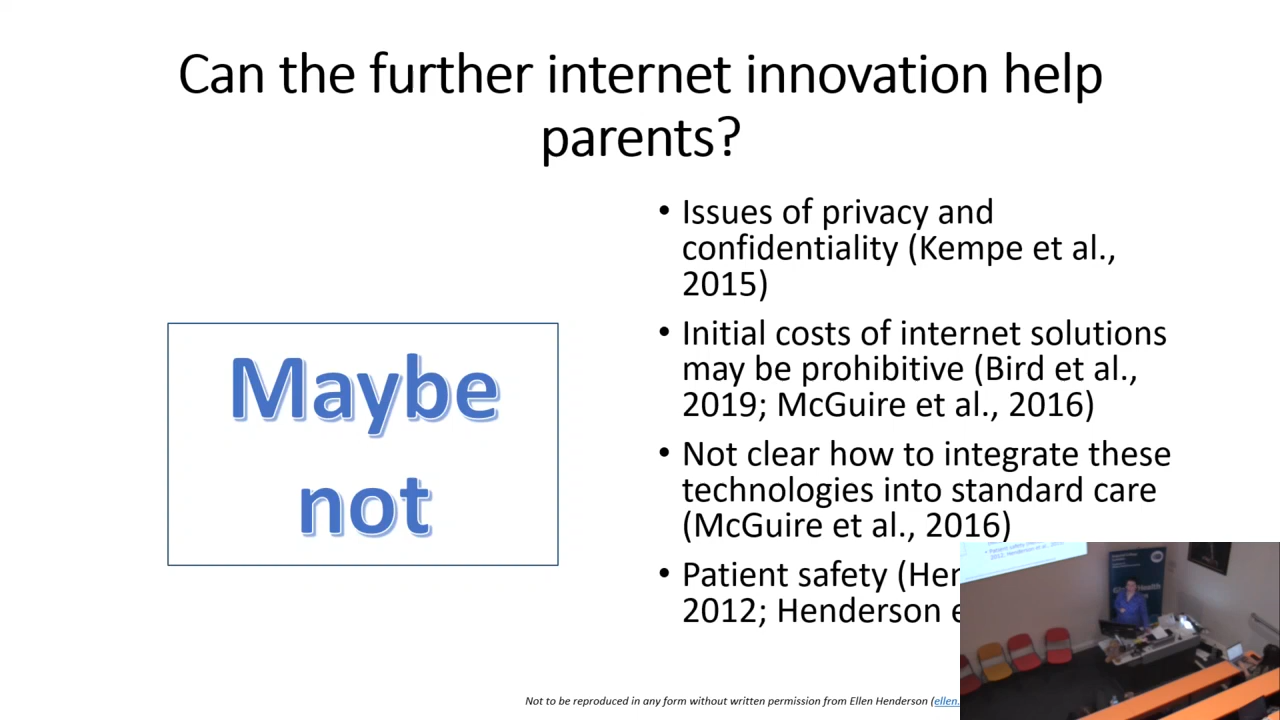 Can the further internet innovation help
parents?
• Issues of privacy and
confidentiality (Kempe et al.,
2015)
Maybe
not
• Initial costs of internet solutions
may be prohibitive (Bird et al.,
2019; McGuire et al., 2016)
• Not clear how to integrate these
technologies into standard care
(McGuire et al., 2016)
• Patient safety (Hen
2012; Henderson e
Not to be reproduced in any form without written permission from Ellen Henderson (ellen.